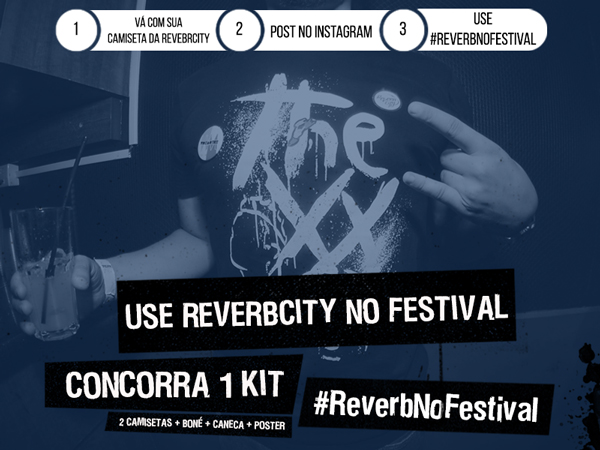 1
VÁ COM SUA
CAMISETA DA REVEBRCITY
2
POST NO INSTAGRAM
3
USE
#REVERBNOFESTIVAL
The
XX
USE REVERBCITY NO FESTIVAL
CONCORRA 1 KIT
2 CAMISETAS + BONÉ + CANECA + POSTER
#ReverbNoFestival